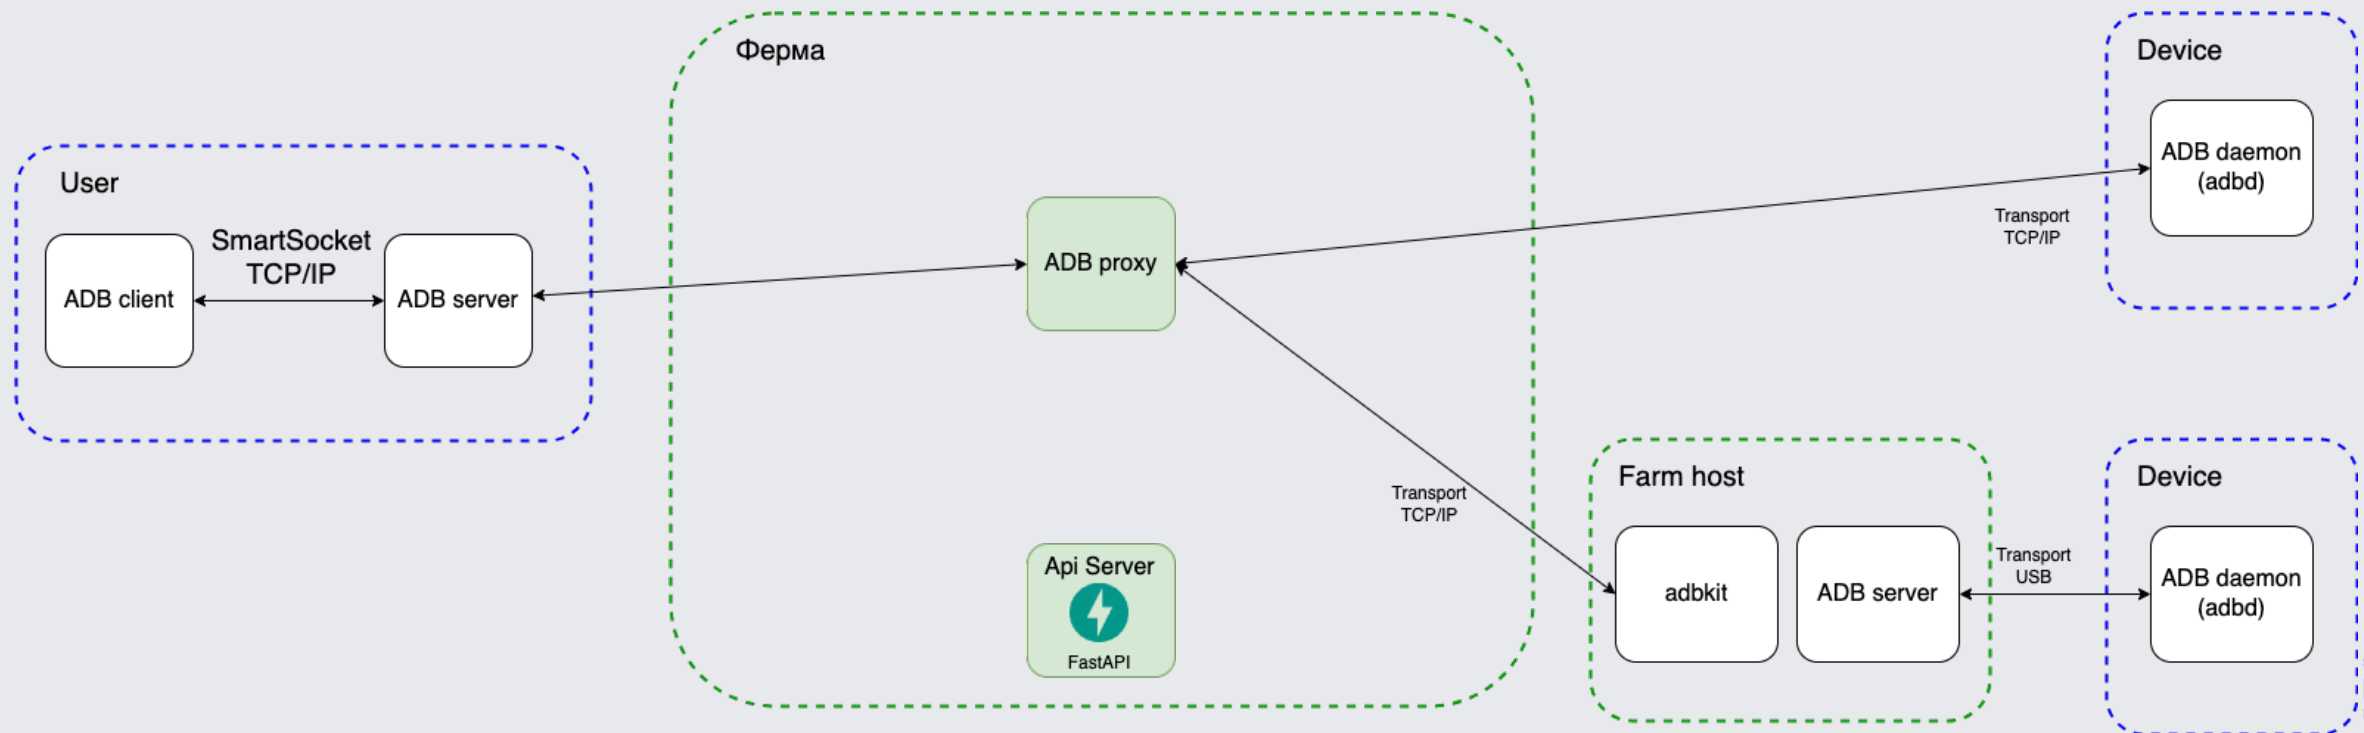 Ферма
Device
ADB daemon
(adbd)
User
SmartSocket
TCP/IP
ADB client
ADB server
ADB proxy
Transport
TCP/IP
Transport
TCP/IP
Farm host
Device
adbkit
ADB server
Transport
USB
ADB daemon
(adbd)
Api Server
FastAPI